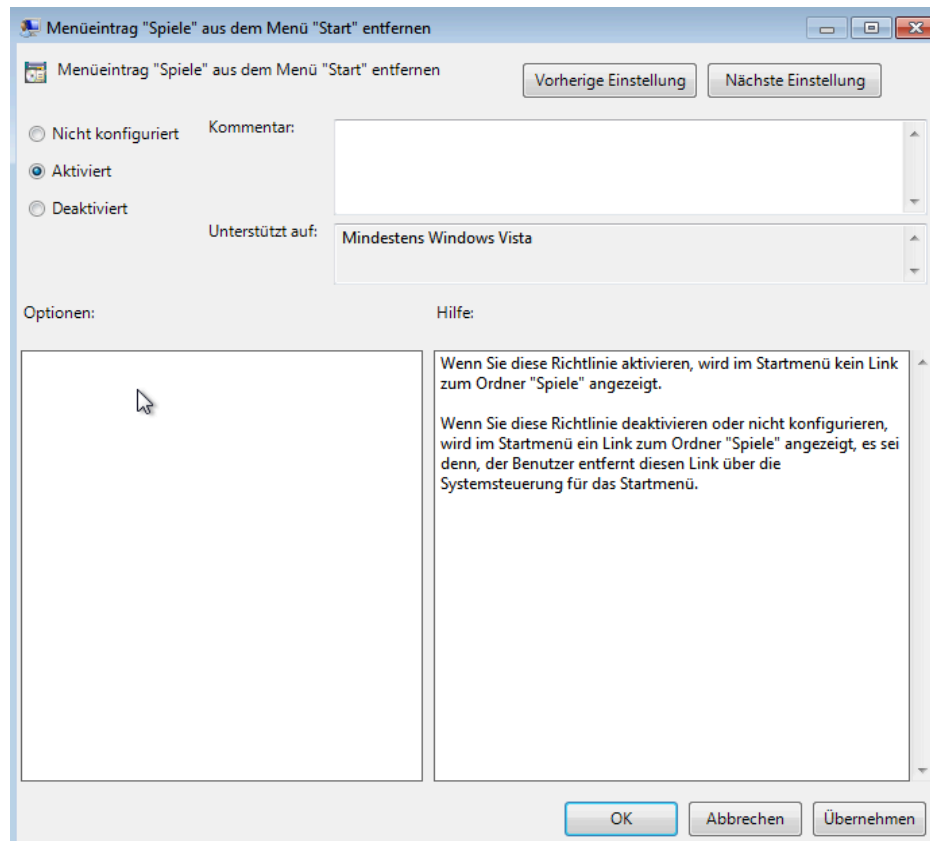 Menüeintrag "Spiele" aus dem Menü "Start" entfernen
Menüeintrag "Spiele" aus dem Menü "Start" entfernen
Vorherige Einstellung
Nächste Einstellung
Nicht konfiguriert
Kommentar:
Aktiviert
Deaktiviert
Unterstützt auf:
Mindestens Windows Vista
Optionen:
Hilfe:
Wenn Sie diese Richtlinie aktivieren, wird im Startmenü kein Link
zum Ordner "Spiele" angezeigt.
Wenn Sie diese Richtlinie deaktivieren oder nicht konfigurieren,
wird im Startmenü ein Link zum Ordner "Spiele" angezeigt, es sei
denn, der Benutzer entfernt diesen Link über die
Systemsteuerung für das Startmenü.
OK
Abbrechen
Übernehmen